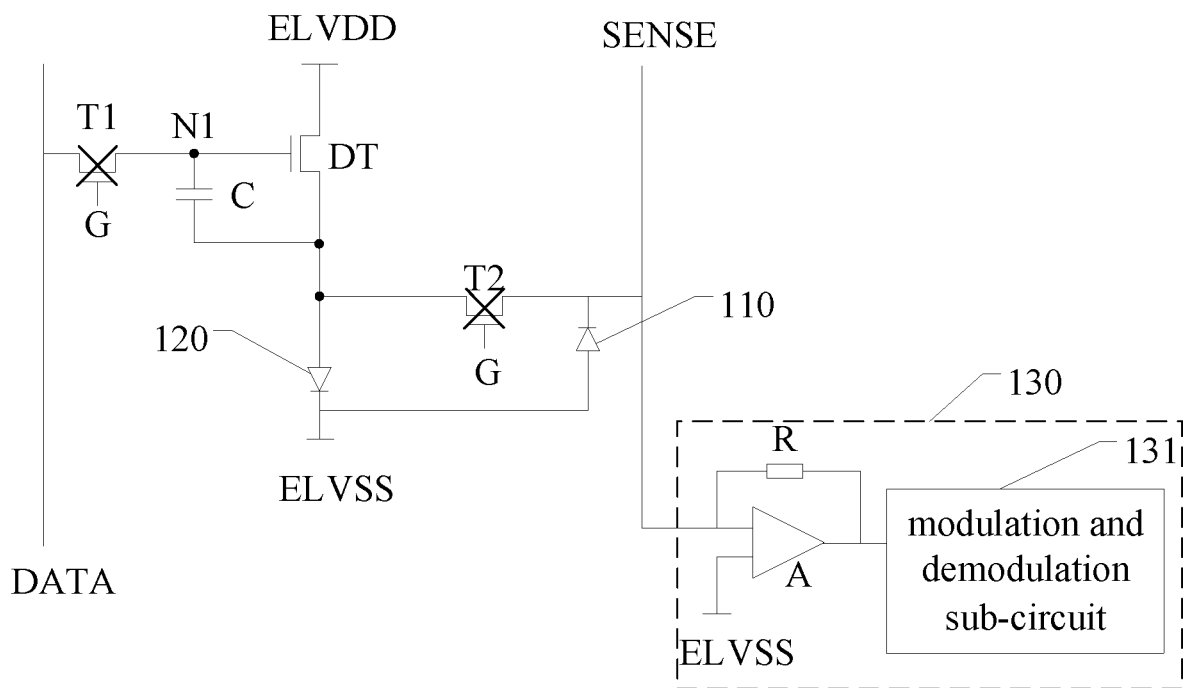 ELVDD
SENSE
T1
N1
DT
C
G
T2
110
120
G
130
ELVSS
R
131
modulation and
demodulation
sub-circuit
A
DATA
ELVSS